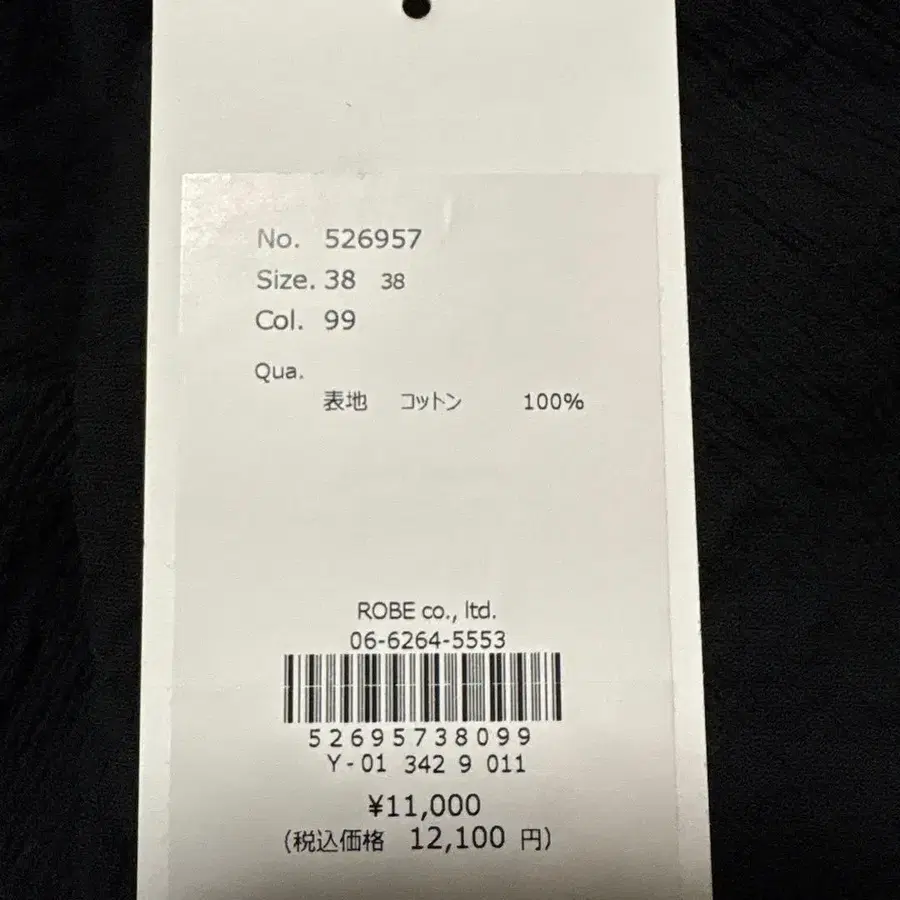 No. 526957
Size. 38 38
Col. 99
Qua.
表地 コットン 100%
ROBE co., ltd.
06-6264-5553
52695738099
Y-01 342 9 011
¥11,000
(税込価格 12,100 円)